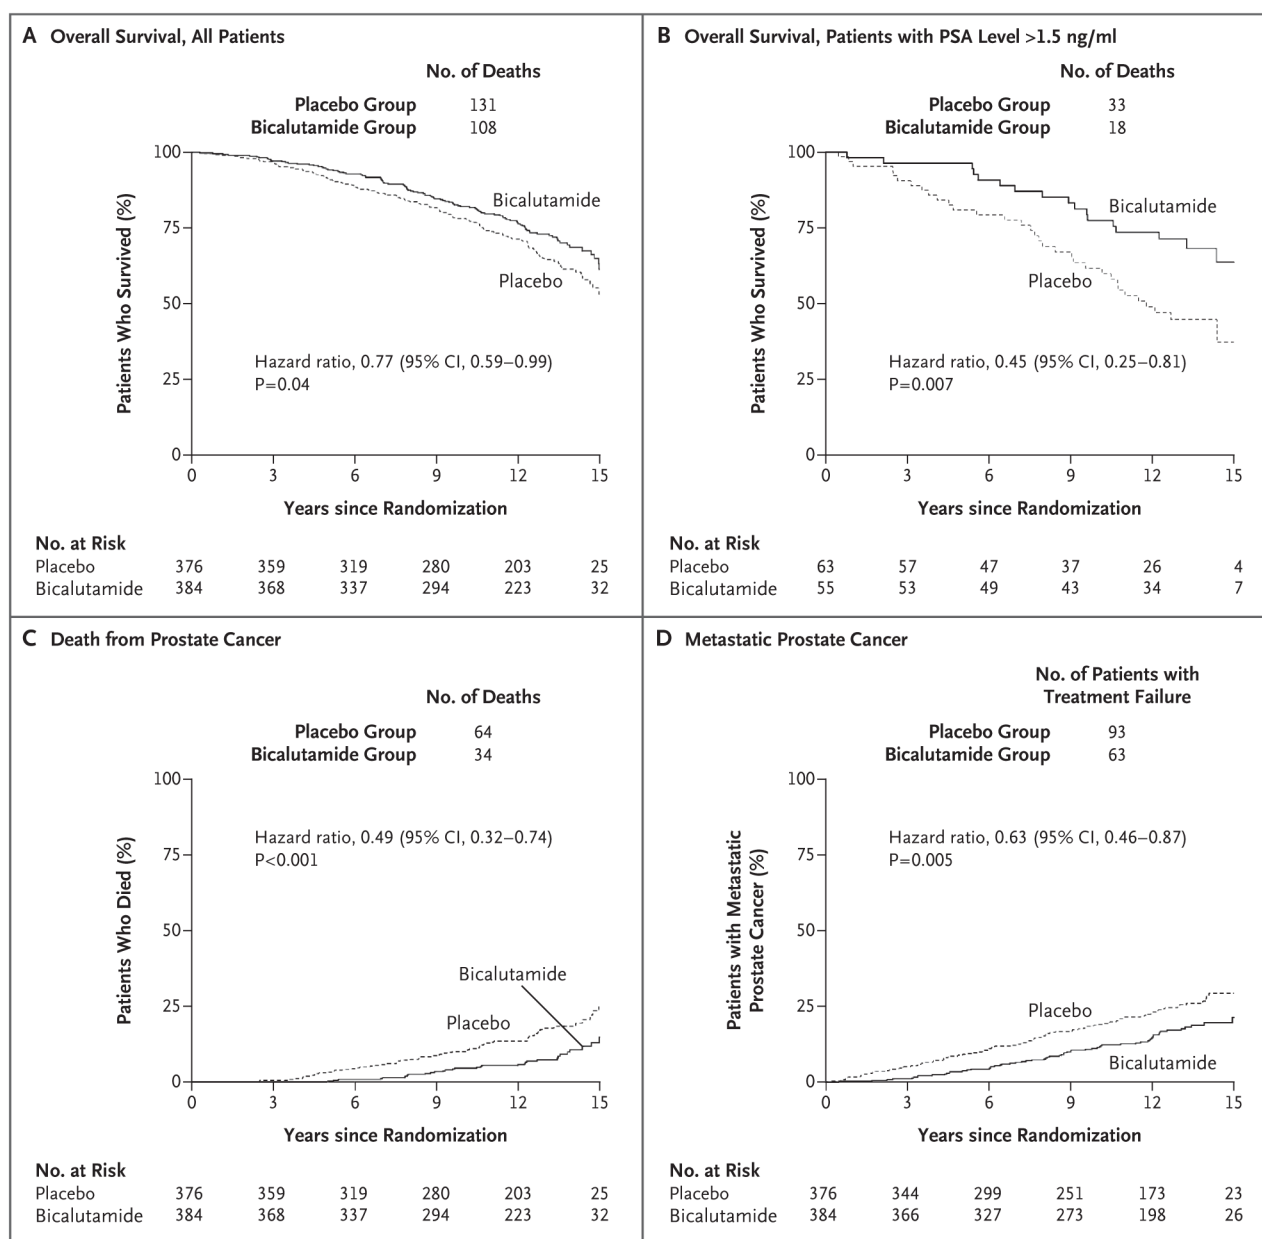 A Overall Survival, All Patients
No. of Deaths
Placebo Group 131
Bicalutamide Group 108
100
75
50
25
0
Patients Who Survived (%)
Bicalutamide
Placebo
Hazard ratio, 0.77 (95% CI, 0.59–0.99)
P=0.04
0 3 6 9 12 15
Years since Randomization
No. at Risk
Placebo 376 359 319 280 203 25
Bicalutamide 384 368 337 294 223 32
B Overall Survival, Patients with PSA Level >1.5 ng/ml
No. of Deaths
Placebo Group 33
Bicalutamide Group 18
100
75
50
25
0
Patients Who Survived (%)
Bicalutamide
Placebo
Hazard ratio, 0.45 (95% CI, 0.25–0.81)
P=0.007
0 3 6 9 12 15
Years since Randomization
No. at Risk
Placebo 63 57 47 37 26 4
Bicalutamide 55 53 49 43 34 7
C Death from Prostate Cancer
No. of Deaths
Placebo Group 64
Bicalutamide Group 34
100
75
50
25
0
Patients Who Died (%)
Hazard ratio, 0.49 (95% CI, 0.32–0.74)
P<0.001
Bicalutamide
Placebo
0 3 6 9 12 15
Years since Randomization
No. at Risk
Placebo 376 359 319 280 203 25
Bicalutamide 384 368 337 294 223 32
D Metastatic Prostate Cancer
No. of Patients with
Treatment Failure
Placebo Group 93
Bicalutamide Group 63
100
75
50
25
0
Patients with Metastatic
Prostate Cancer (%)
Hazard ratio, 0.63 (95% CI, 0.46–0.87)
P=0.005
Placebo
Bicalutamide
0 3 6 9 12 15
Years since Randomization
No. at Risk
Placebo 376 344 299 251 173 23
Bicalutamide 384 366 327 273 198 26